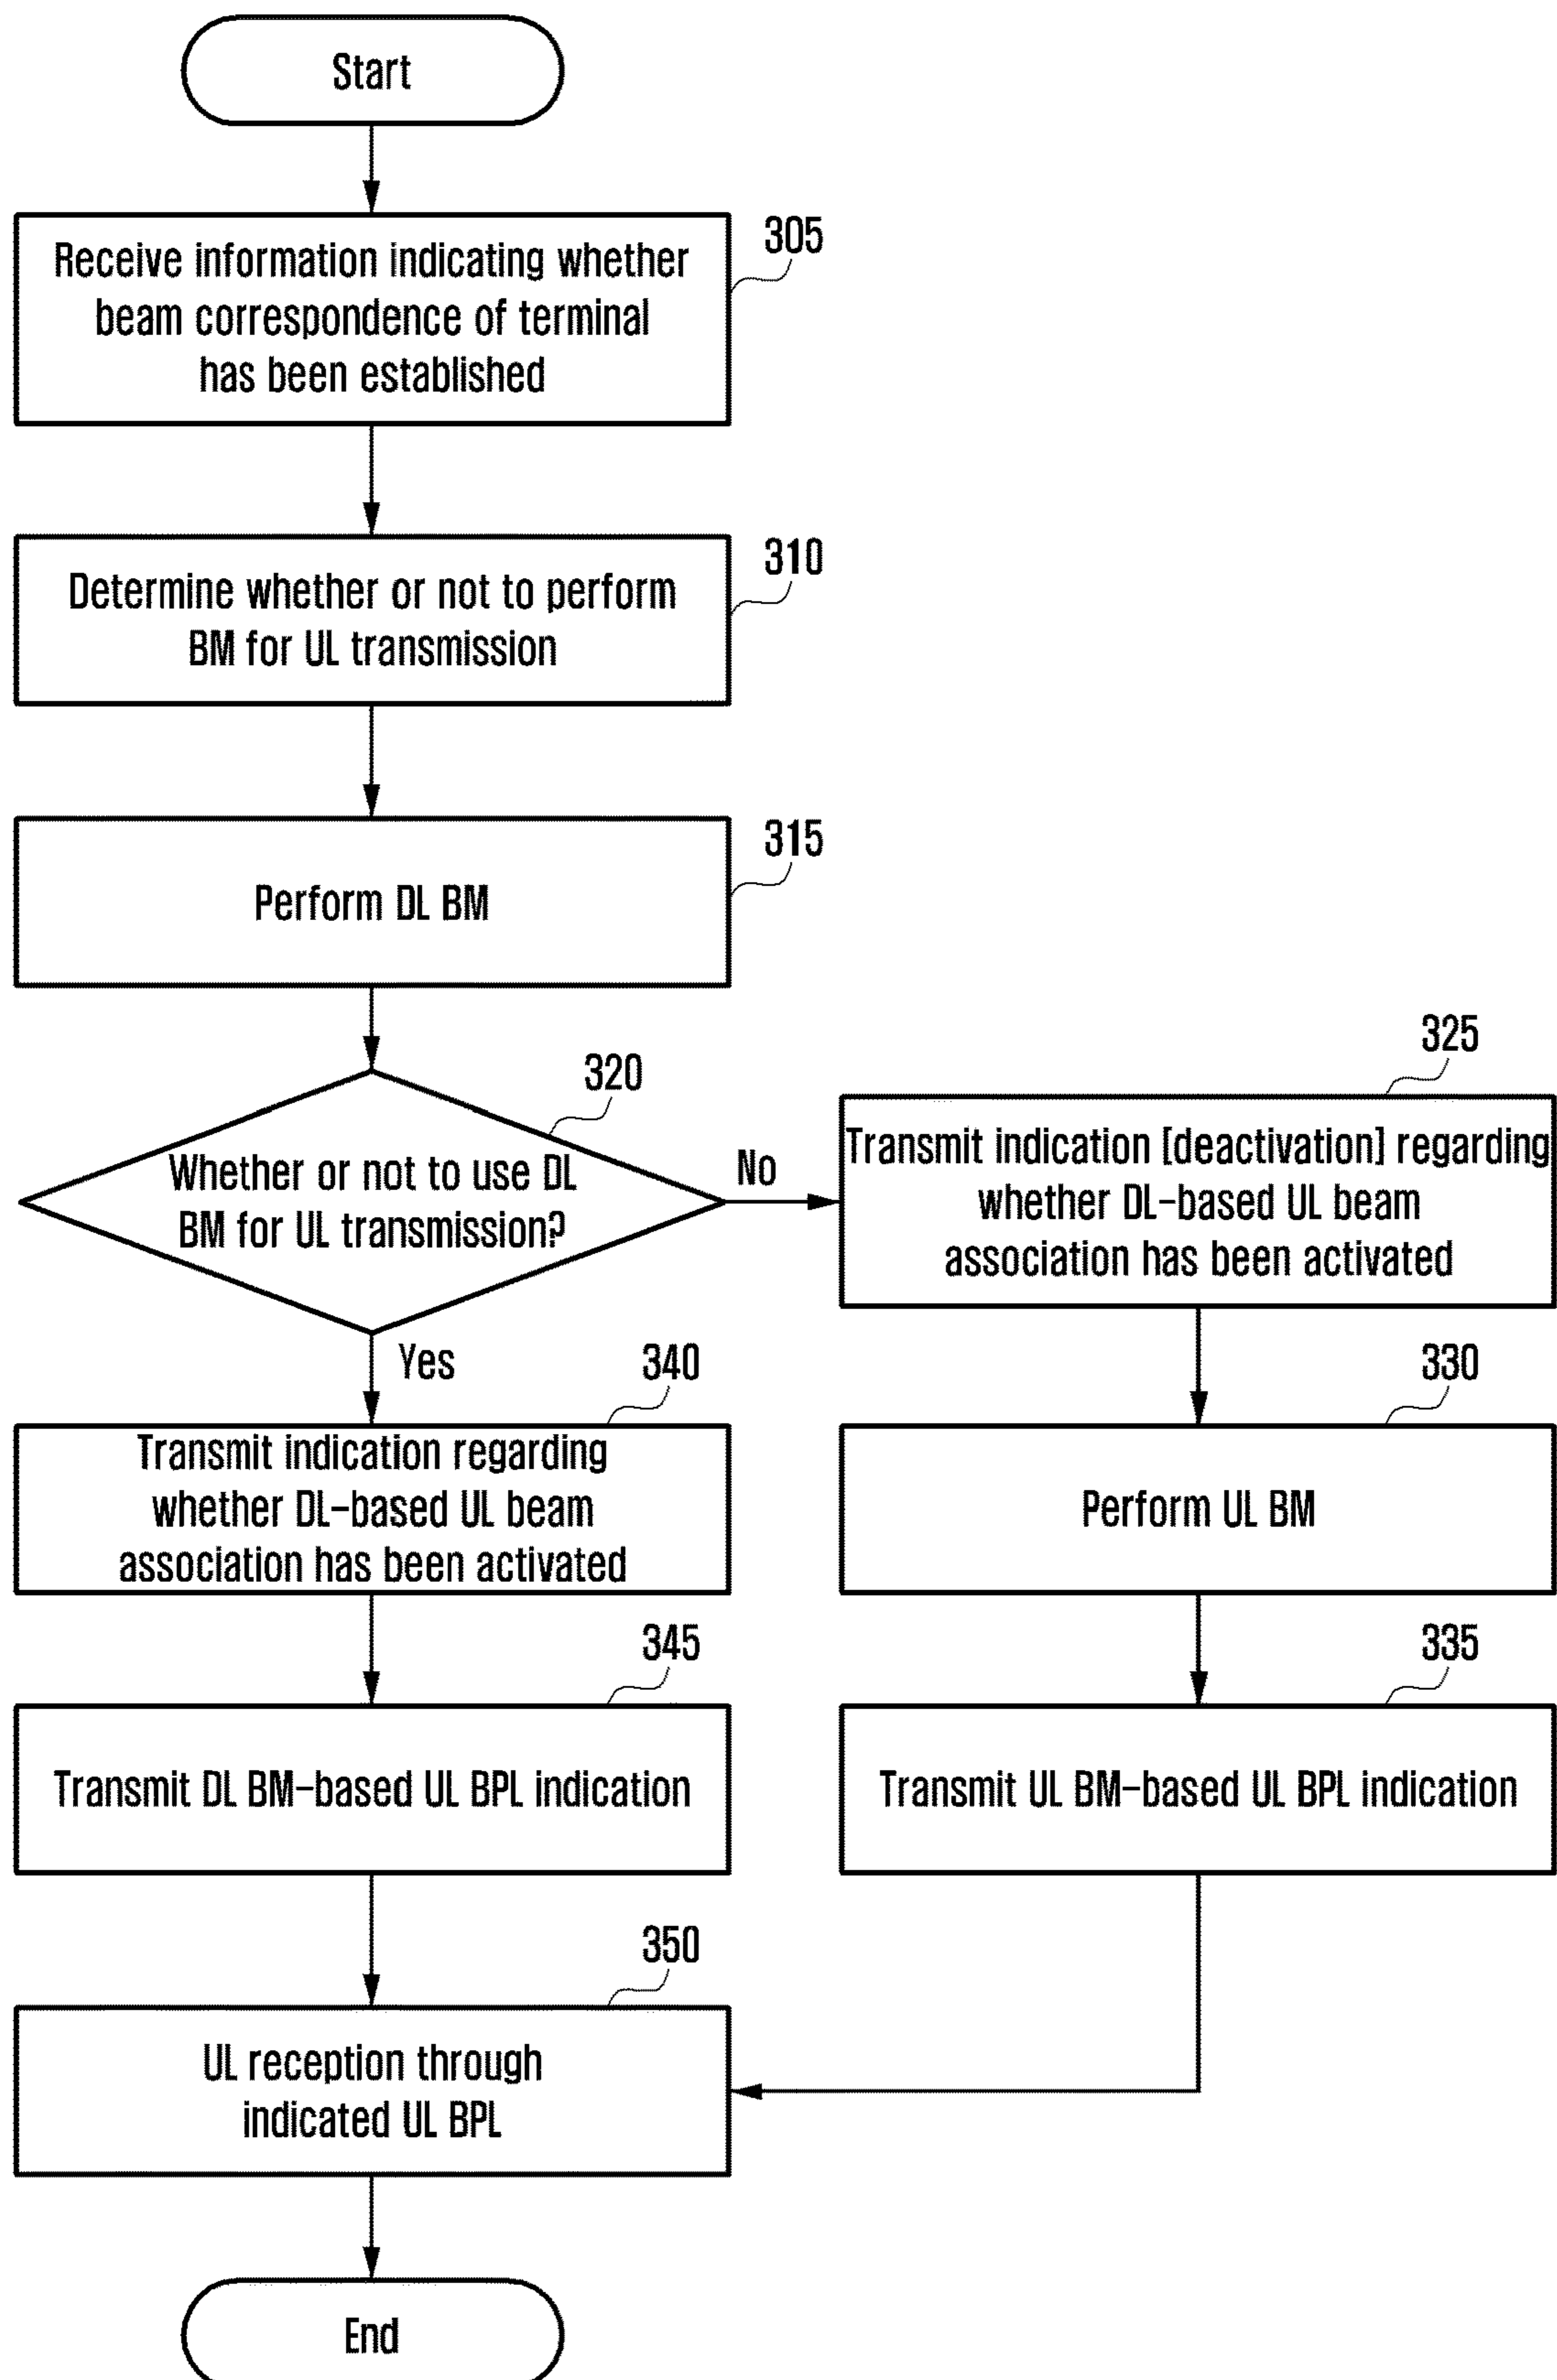 Start
305
Receive information indicating whether
beam correspondence of terminal
has been established
310
Determine whether or not to perform
BM for UL transmission
315
Perform DL BM
320
Whether or not to use DL
BM for UL transmission?
No
325
Transmit indication [deactivation] regarding
whether DL-based UL beam
association has been activated
Yes
340
Transmit indication regarding
whether DL-based UL beam
association has been activated
330
Perform UL BM
345
Transmit DL BM-based UL BPL indication
335
Transmit UL BM-based UL BPL indication
350
UL reception through
indicated UL BPL
End